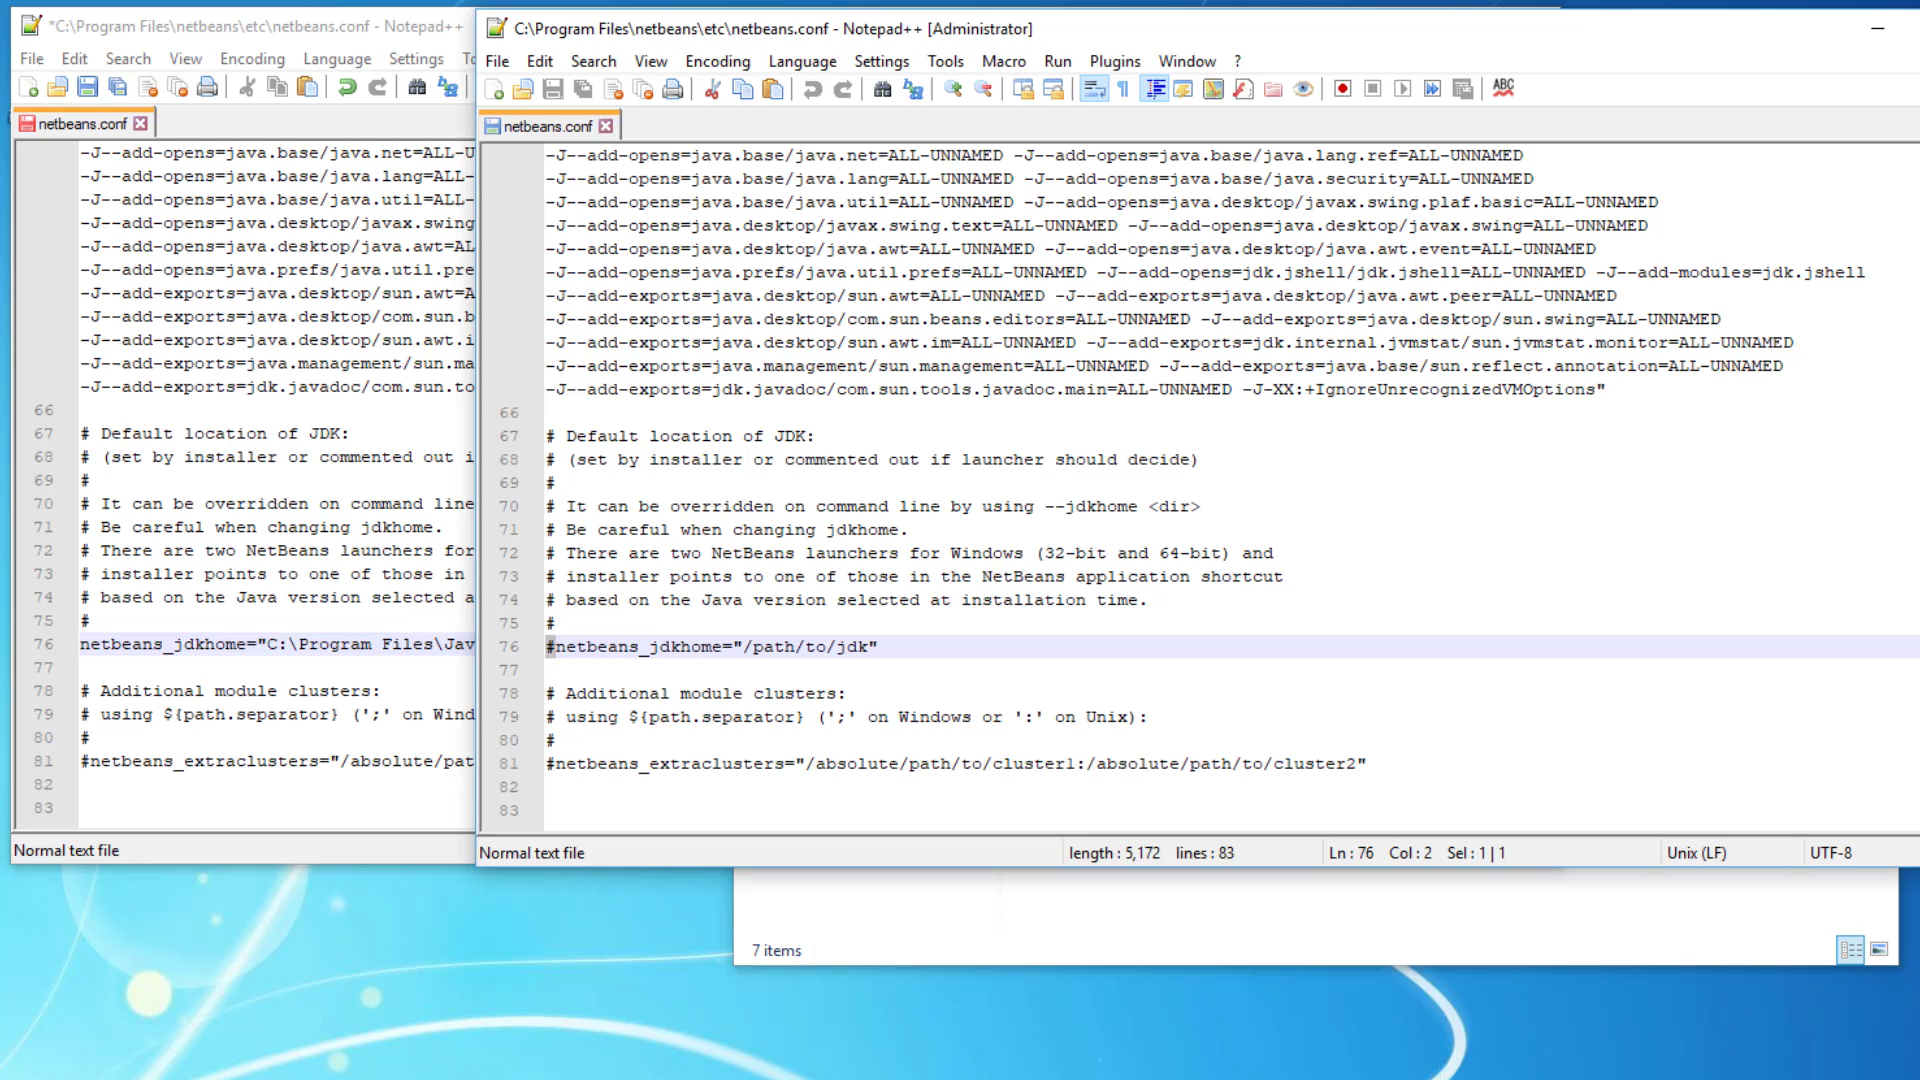 *C:\Program Files\netbeans\etc\netbeans.conf - Notepad++
File Edit Search View Encoding Language Settings To
netbeans.conf
-J--add-opens=java.base/java.net=ALL-U
-J--add-opens=java.base/java.lang=ALL-
-J--add-opens=java.base/java.util=ALL-
-J--add-opens=java.desktop/javax.swing
-J--add-opens=java.desktop/java.awt=AL
-J--add-opens=java.prefs/java.util.pre
-J--add-exports=java.desktop/sun.awt=A
-J--add-exports=java.desktop/com.sun.b
-J--add-exports=java.desktop/sun.awt.i
-J--add-exports=java.management/sun.ma
-J--add-exports=jdk.javadoc/com.sun.to
66
67 # Default location of JDK:
68 # (set by installer or commented out i
69 #
70 # It can be overridden on command line
71 # Be careful when changing jdkhome.
72 # There are two NetBeans launchers for
73 # installer points to one of those in
74 # based on the Java version selected a
75 #
76 netbeans_jdkhome="C:\Program Files\Jav
77
78 # Additional module clusters:
79 # using ${path.separator} (';' on Wind
80 #
81 #netbeans_extraclusters="/absolute/pat
82
83
Normal text file
C:\Program Files\netbeans\etc\netbeans.conf - Notepad++ [Administrator]
File Edit Search View Encoding Language Settings Tools Macro Run Plugins Window ?
ABC
netbeans.conf
-J--add-opens=java.base/java.net=ALL-UNNAMED -J--add-opens=java.base/java.lang.ref=ALL-UNNAMED
-J--add-opens=java.base/java.lang=ALL-UNNAMED -J--add-opens=java.base/java.security=ALL-UNNAMED
-J--add-opens=java.base/java.util=ALL-UNNAMED -J--add-opens=java.desktop/javax.swing.plaf.basic=ALL-UNNAMED
-J--add-opens=java.desktop/javax.swing.text=ALL-UNNAMED -J--add-opens=java.desktop/javax.swing=ALL-UNNAMED
-J--add-opens=java.desktop/java.awt=ALL-UNNAMED -J--add-opens=java.desktop/java.awt.event=ALL-UNNAMED
-J--add-opens=java.prefs/java.util.prefs=ALL-UNNAMED -J--add-opens=jdk.jshell/jdk.jshell=ALL-UNNAMED -J--add-modules=jdk.jshell
-J--add-exports=java.desktop/sun.awt=ALL-UNNAMED -J--add-exports=java.desktop/java.awt.peer=ALL-UNNAMED
-J--add-exports=java.desktop/com.sun.beans.editors=ALL-UNNAMED -J--add-exports=java.desktop/sun.swing=ALL-UNNAMED
-J--add-exports=java.desktop/sun.awt.im=ALL-UNNAMED -J--add-exports=jdk.internal.jvmstat/sun.jvmstat.monitor=ALL-UNNAMED
-J--add-exports=java.management/sun.management=ALL-UNNAMED -J--add-exports=java.base/sun.reflect.annotation=ALL-UNNAMED
-J--add-exports=jdk.javadoc/com.sun.tools.javadoc.main=ALL-UNNAMED -J-XX:+IgnoreUnrecognizedVMOptions"
66
67 # Default location of JDK:
68 # (set by installer or commented out if launcher should decide)
69 #
70 # It can be overridden on command line by using --jdkhome <dir>
71 # Be careful when changing jdkhome.
72 # There are two NetBeans launchers for Windows (32-bit and 64-bit) and
73 # installer points to one of those in the NetBeans application shortcut
74 # based on the Java version selected at installation time.
75 #
76 #netbeans_jdkhome="/path/to/jdk"
77
78 # Additional module clusters:
79 # using ${path.separator} (';' on Windows or ':' on Unix):
80 #
81 #netbeans_extraclusters="/absolute/path/to/cluster1:/absolute/path/to/cluster2"
82
83
Normal text file length : 5,172 lines : 83 Ln : 76 Col : 2 Sel : 1 | 1 Unix (LF) UTF-8
7 items